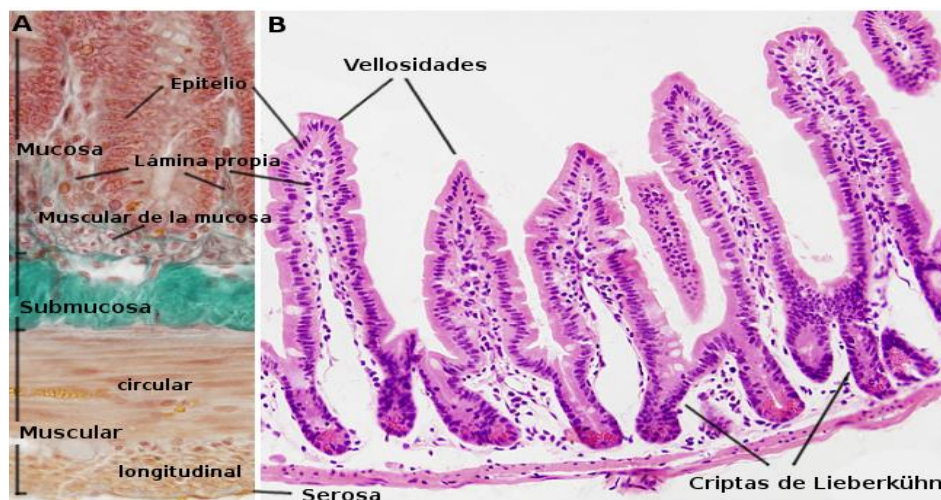 A
B
Vellosidades
Epitelio
Mucosa
Lámina propia
Muscular de la mucosa
Submucosa
circular
Muscular
longitudinal
Serosa
Criptas de Lieberkühn